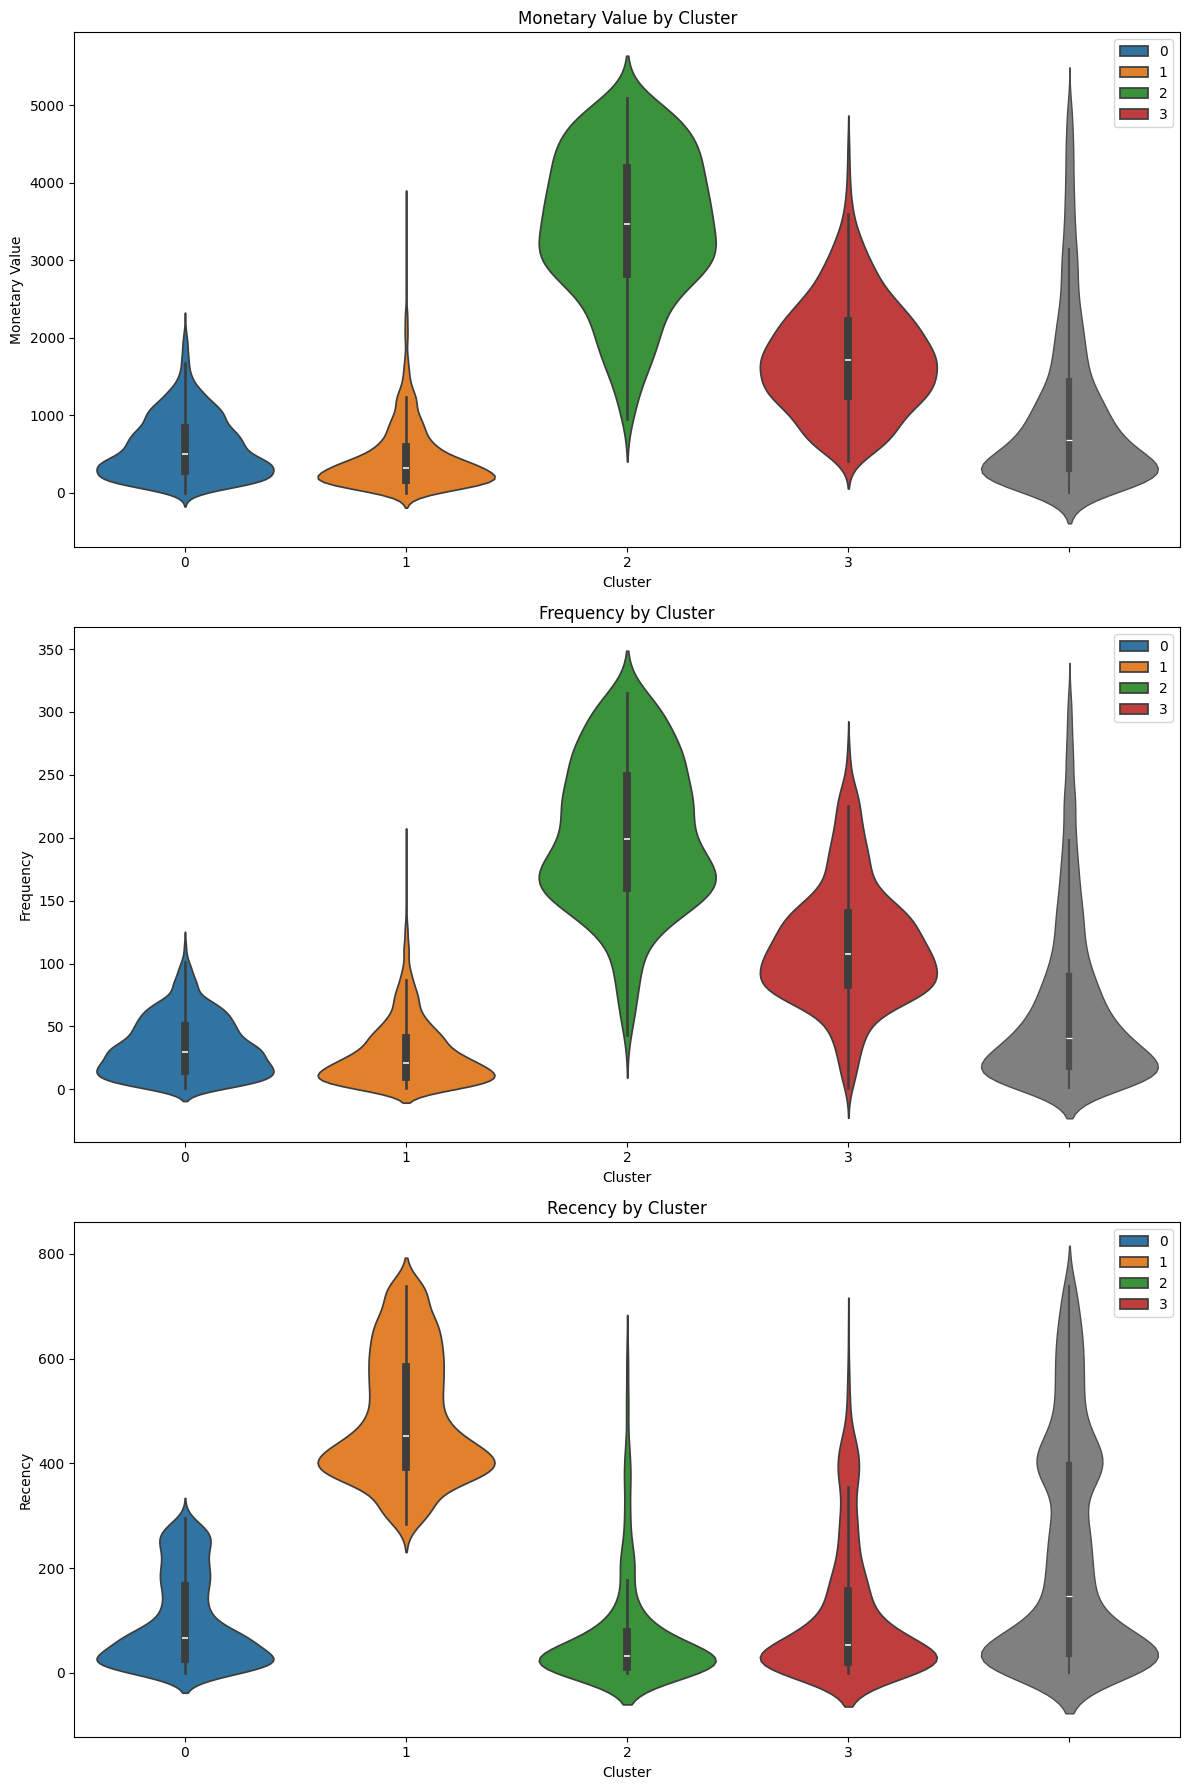 Monetary Value by Cluster
0
1
2
3
5000
4000
3000
2000
1000
0
Monetary Value
0 1 2 3
Cluster
Frequency by Cluster
0
1
2
3
350
300
250
200
150
100
50
0
Frequency
0 1 2 3
Cluster
Recency by Cluster
0
1
2
3
800
600
400
200
0
Recency
0 1 2 3
Cluster